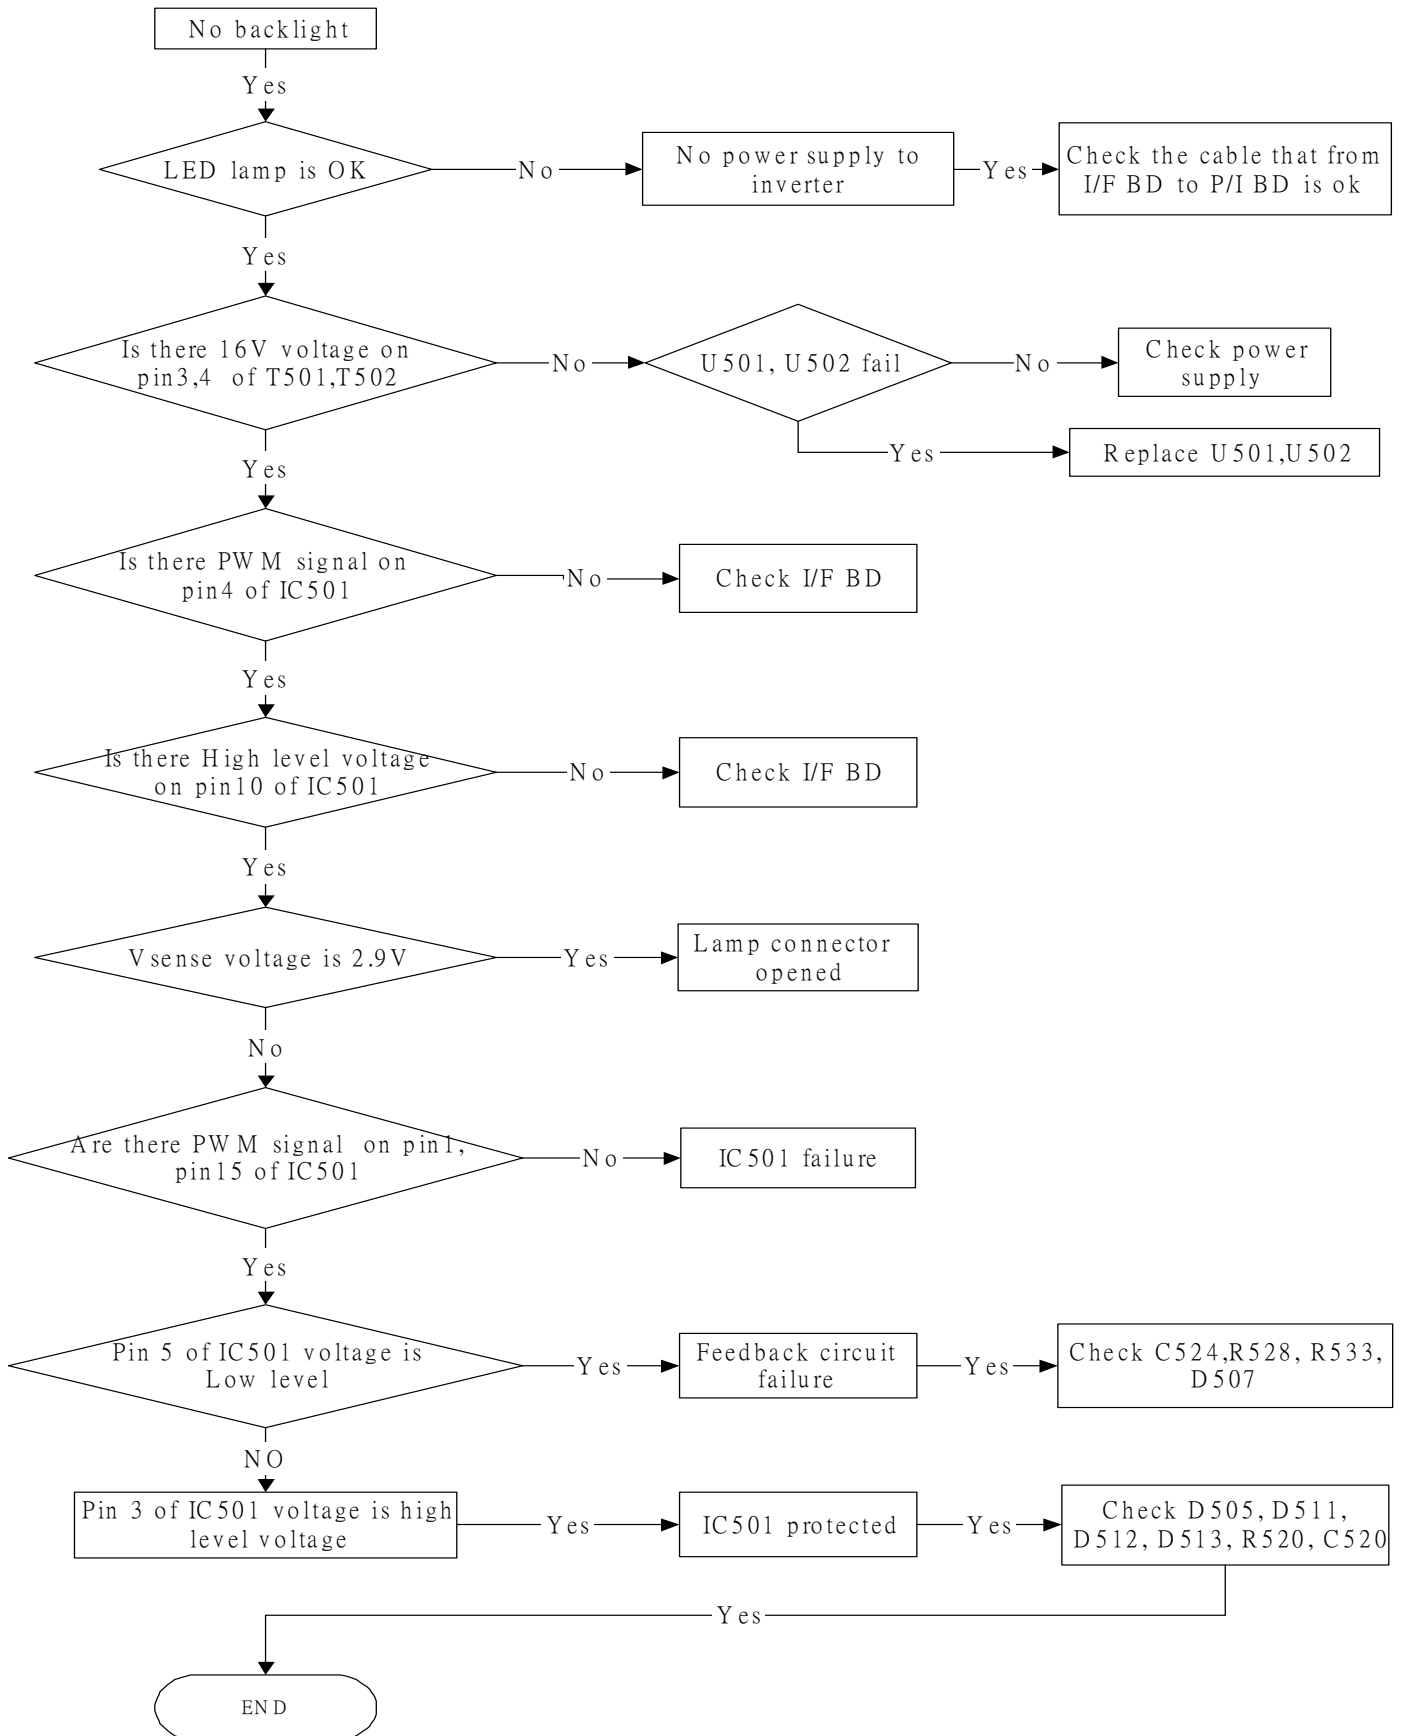 No backlight
Yes
LED lamp is OK
No
No power supply to
inverter
Yes
Check the cable that from
I/F BD to P/I BD is ok
Yes
Is there 16V voltage on
pin3,4 of T501,T502
No
U501, U502 fail
No
Check power
supply
Yes
Replace U501,U502
Yes
Is there PWM signal on
pin4 of IC501
No
Check I/F BD
Yes
Is there High level voltage
on pin10 of IC501
No
Check I/F BD
Yes
Vsense voltage is 2.9V
Yes
Lamp connector
opened
No
Are there PWM signal on pin1,
pin15 of IC501
No
IC501 failure
Yes
Pin 5 of IC501 voltage is
Low level
Yes
Feedback circuit
failure
Yes
Check C524,R528, R533,
D507
NO
Pin 3 of IC501 voltage is high
level voltage
Yes
IC501 protected
Yes
Check D505, D511,
D512, D513, R520, C520
Yes
END